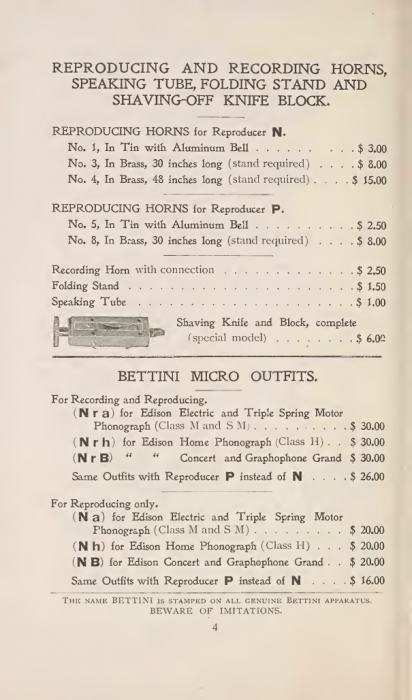 REPRODUCING AND RECORDING HORNS,
SPEAKING TUBE, FOLDING STAND AND
SHAVING-OFF KNIFE BLOCK.
REPRODUCING HORNS for Reproducer N.
No. 1, In Tin with Aluminum Bell . . . . . . . . . $ 3.00
No. 3, In Brass, 30 inches long (stand required) . . . . $ 8.00
No. 4, In Brass, 48 inches long (stand required) . . . . $ 15.00
REPRODUCING HORNS for Reproducer P.
No. 5, In Tin with Aluminum Bell . . . . . . . . . . $ 2.50
No. 8, In Brass, 30 inches long (stand required) . . . . $ 8.00
Recording Horn with connection . . . . . . . . . . . . $ 2.50
Folding Stand . . . . . . . . . . . . . . . . . . . . $ 1.50
Speaking Tube . . . . . . . . . . . . . . . . . . . . $ 1.00
Shaving Knife and Block, complete
(special model) . . . . . . . . $ 6.00
BETTINI MICRO OUTFITS.
For Recording and Reproducing.
(N r a) for Edison Electric and Triple Spring Motor
Phonograph (Class M and S M) . . . . . . . . . $ 30.00
(N r h) for Edison Home Phonograph (Class H) . . $ 30.00
(N r B) " " Concert and Graphophone Grand $ 30.00
Same Outfits with Reproducer P instead of N . . . . $ 26.00
For Reproducing only.
(N a) for Edison Electric and Triple Spring Motor
Phonograph (Class M and S M) . . . . . . . . . $ 20.00
(N h) for Edison Home Phonograph (Class H) . . . $ 20.00
(N B) for Edison Concert and Graphophone Grand . . $ 20.00
Same Outfits with Reproducer P instead of N . . . . $ 16.00
THE NAME BETTINI IS STAMPED ON ALL GENUINE BETTINI APPARATUS.
BEWARE OF IMITATIONS.
4